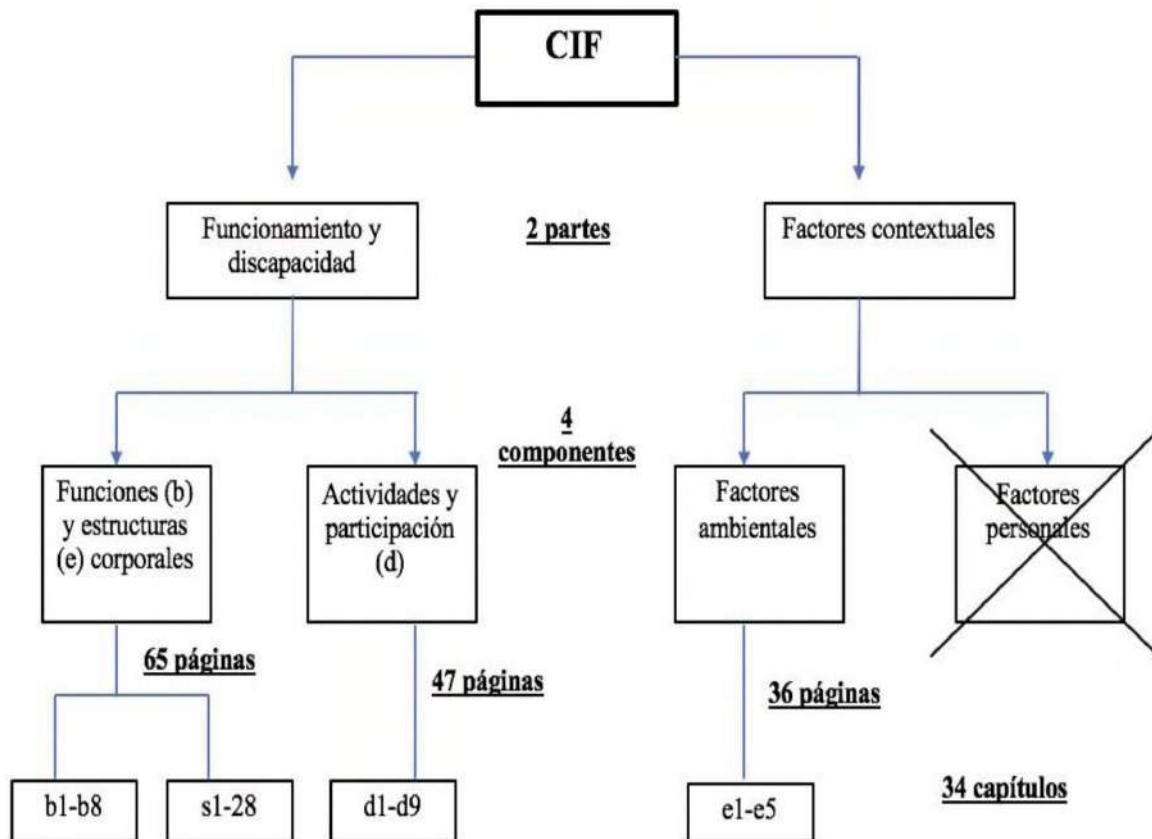 CIF
Funcionamiento y
discapacidad
2 partes
Factores contextuales
4
componentes
Funciones (b)
y estructuras
(e) corporales
Actividades y
participación
(d)
Factores
ambientales
Factores
personales
65 páginas
47 páginas
36 páginas
b1-b8
s1-28
d1-d9
e1-e5
34 capítulos